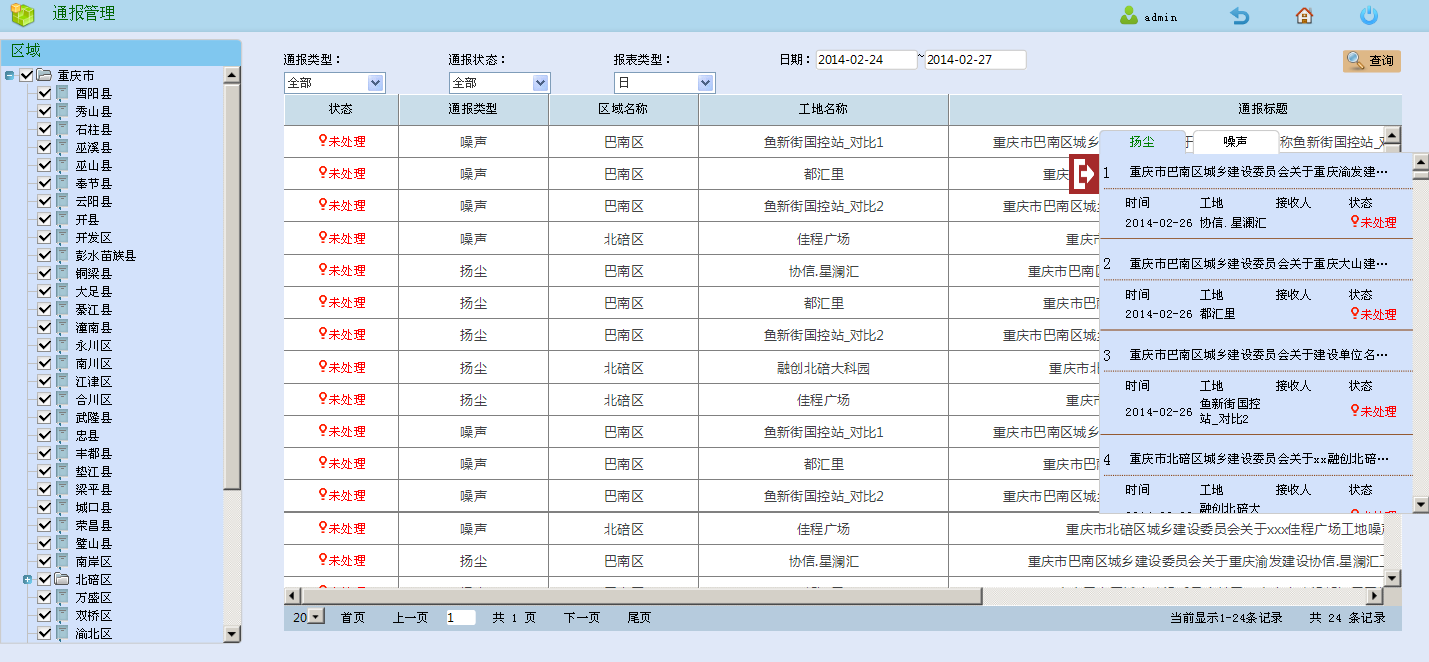 通报管理
admin
区域
重庆市
酉阳县
秀山县
石柱县
巫溪县
巫山县
奉节县
云阳县
开县
开发区
彭水苗族县
铜梁县
大足县
綦江县
潼南县
永川区
南川区
江津区
合川区
武隆县
忠县
丰都县
垫江县
梁平县
城口县
荣昌县
璧山县
南岸区
北碚区
万盛区
双桥区
渝北区
通报类型： 通报状态： 报表类型： 日期：2014-02-24 ~ 2014-02-27 查询
全部 全部 日
状态 通报类型 区域名称 工地名称 通报标题
未处理 噪声 巴南区 鱼新街国控站_对比1 重庆市巴南区城乡
未处理 噪声 巴南区 都汇里 重庆
未处理 噪声 巴南区 鱼新街国控站_对比2 重庆市巴南区城乡
未处理 噪声 北碚区 佳程广场 重庆市
未处理 扬尘 巴南区 协信.星澜汇 重庆市巴南区
未处理 扬尘 巴南区 都汇里 重庆市巴南
未处理 扬尘 巴南区 鱼新街国控站_对比2 重庆市巴南区城乡
未处理 扬尘 北碚区 融创北碚大科园 重庆市北
未处理 扬尘 北碚区 佳程广场 重庆市
未处理 噪声 巴南区 鱼新街国控站_对比1 重庆市巴南区城乡
未处理 噪声 巴南区 都汇里 重庆市巴南
未处理 噪声 巴南区 鱼新街国控站_对比2 重庆市巴南区城乡
未处理 噪声 北碚区 佳程广场 重庆市北碚区城乡建设委员会关于xxx佳程广场工地噪声
未处理 扬尘 巴南区 协信.星澜汇 重庆市巴南区城乡建设委员会关于重庆渝发建设协信.星澜汇工
扬尘 噪声 称鱼新街国控站_对
1 重庆市巴南区城乡建设委员会关于重庆渝发建…
时间 工地 接收人 状态
2014-02-26 协信.星澜汇 未处理
2 重庆市巴南区城乡建设委员会关于重庆大山建…
时间 工地 接收人 状态
2014-02-26 都汇里 未处理
3 重庆市巴南区城乡建设委员会关于建设单位名…
时间 工地 接收人 状态
2014-02-26 鱼新街国控站_对比2 未处理
4 重庆市北碚区城乡建设委员会关于xx融创北碚…
时间 工地 接收人 状态
融创北碚大
20 首页 上一页 1 共 1 页 下一页 尾页 当前显示1-24条记录 共 24 条记录